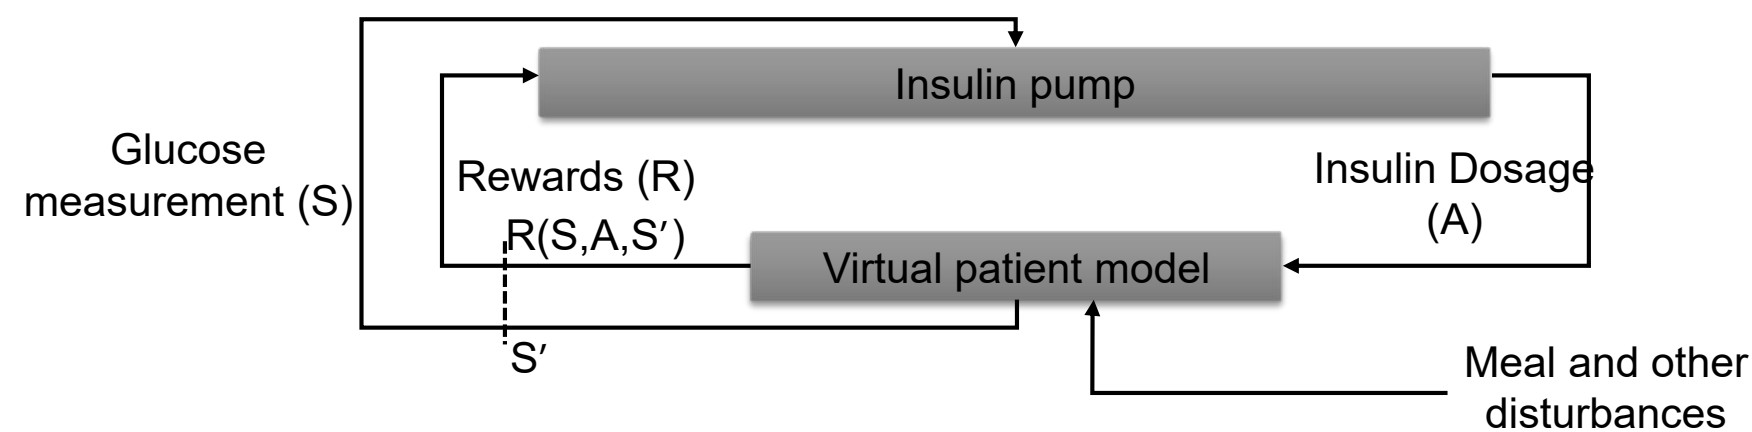 Insulin pump
Glucose
measurement (S)
Rewards (R)
R(S,A,S′)
Insulin Dosage
(A)
Virtual patient model
S′
Meal and other
disturbances